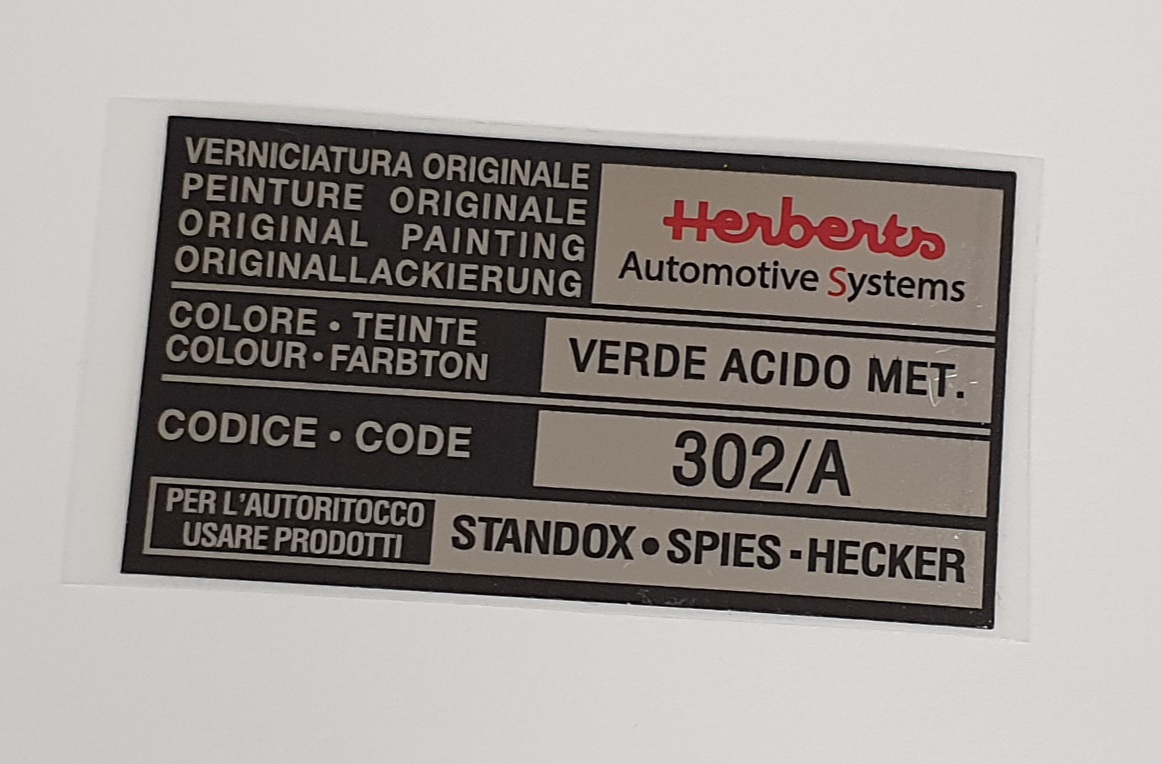 VERNICIATURA ORIGINALE
PEINTURE ORIGINALE
ORIGINAL PAINTING
ORIGINALLACKIERUNG
Herberts
Automotive Systems
COLORE • TEINTE
COLOUR • FARBTON
VERDE ACIDO MET.
CODICE • CODE
302/A
PER L'AUTORITOCCO
USARE PRODOTTI
STANDOX • SPIES - HECKER